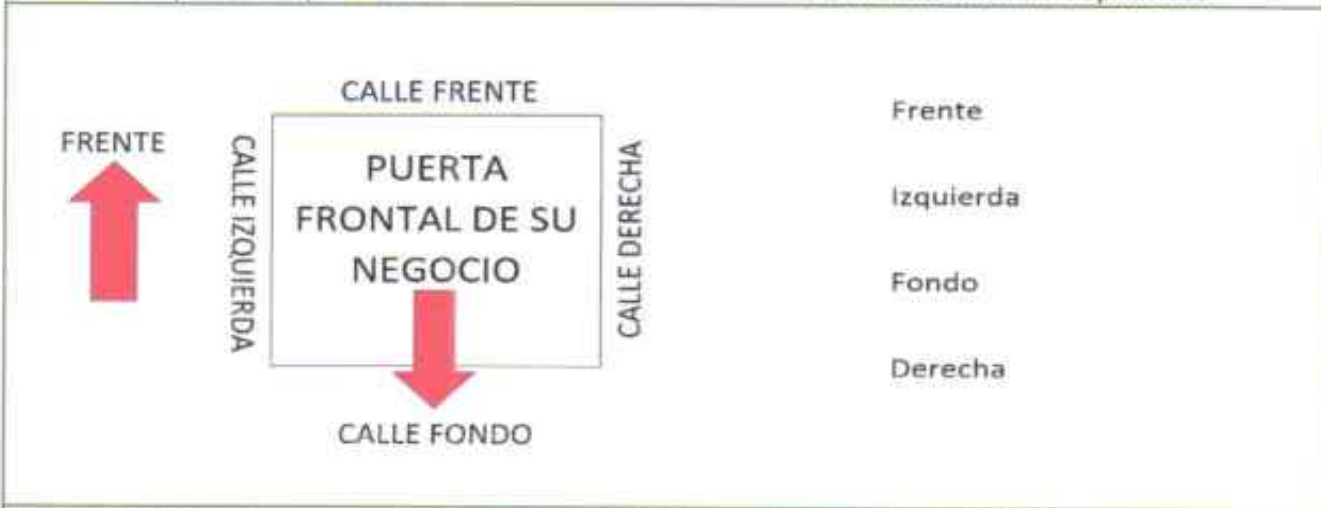 CALLE FRENTE
FRENTE
CALLE IZQUIERDA
PUERTA
FRONTAL DE SU
NEGOCIO
CALLE DERECHA
CALLE FONDO
Frente
Izquierda
Fondo
Derecha